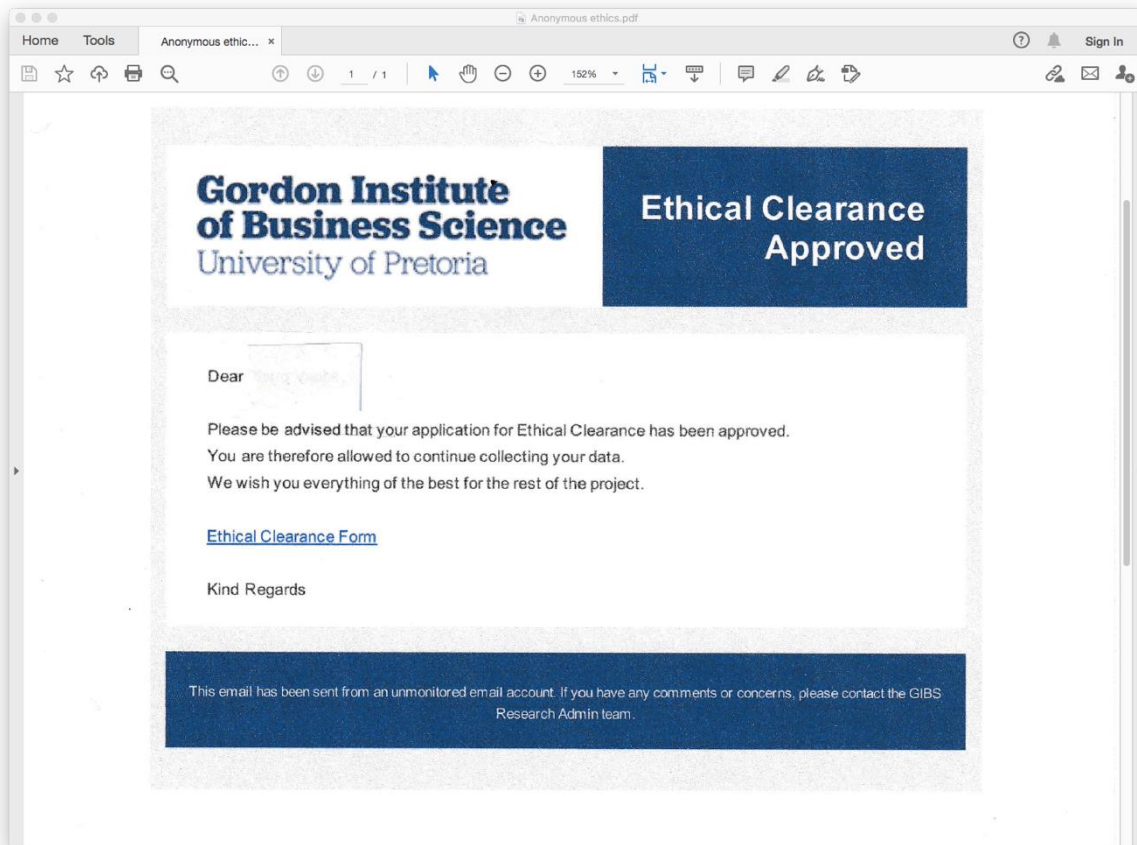 Anonymous ethics.pdf
Home Tools Anonymous ethic... × Sign In
1 / 1 152%
Gordon Institute
of Business Science
University of Pretoria
Ethical Clearance
Approved
Dear
Please be advised that your application for Ethical Clearance has been approved.
You are therefore allowed to continue collecting your data.
We wish you everything of the best for the rest of the project.
Ethical Clearance Form
Kind Regards
This email has been sent from an unmonitored email account. If you have any comments or concerns, please contact the GIBS
Research Admin team.